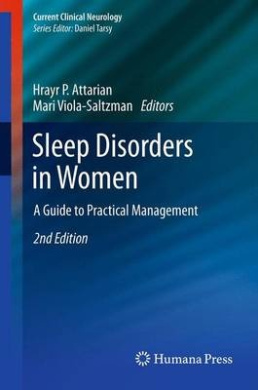 Current Clinical Neurology
Series Editor: Daniel Tarsy
Hrayr P. Attarian
Mari Viola-Saltzman Editors
Sleep Disorders
in Women
A Guide to Practical Management
2nd Edition
Humana Press